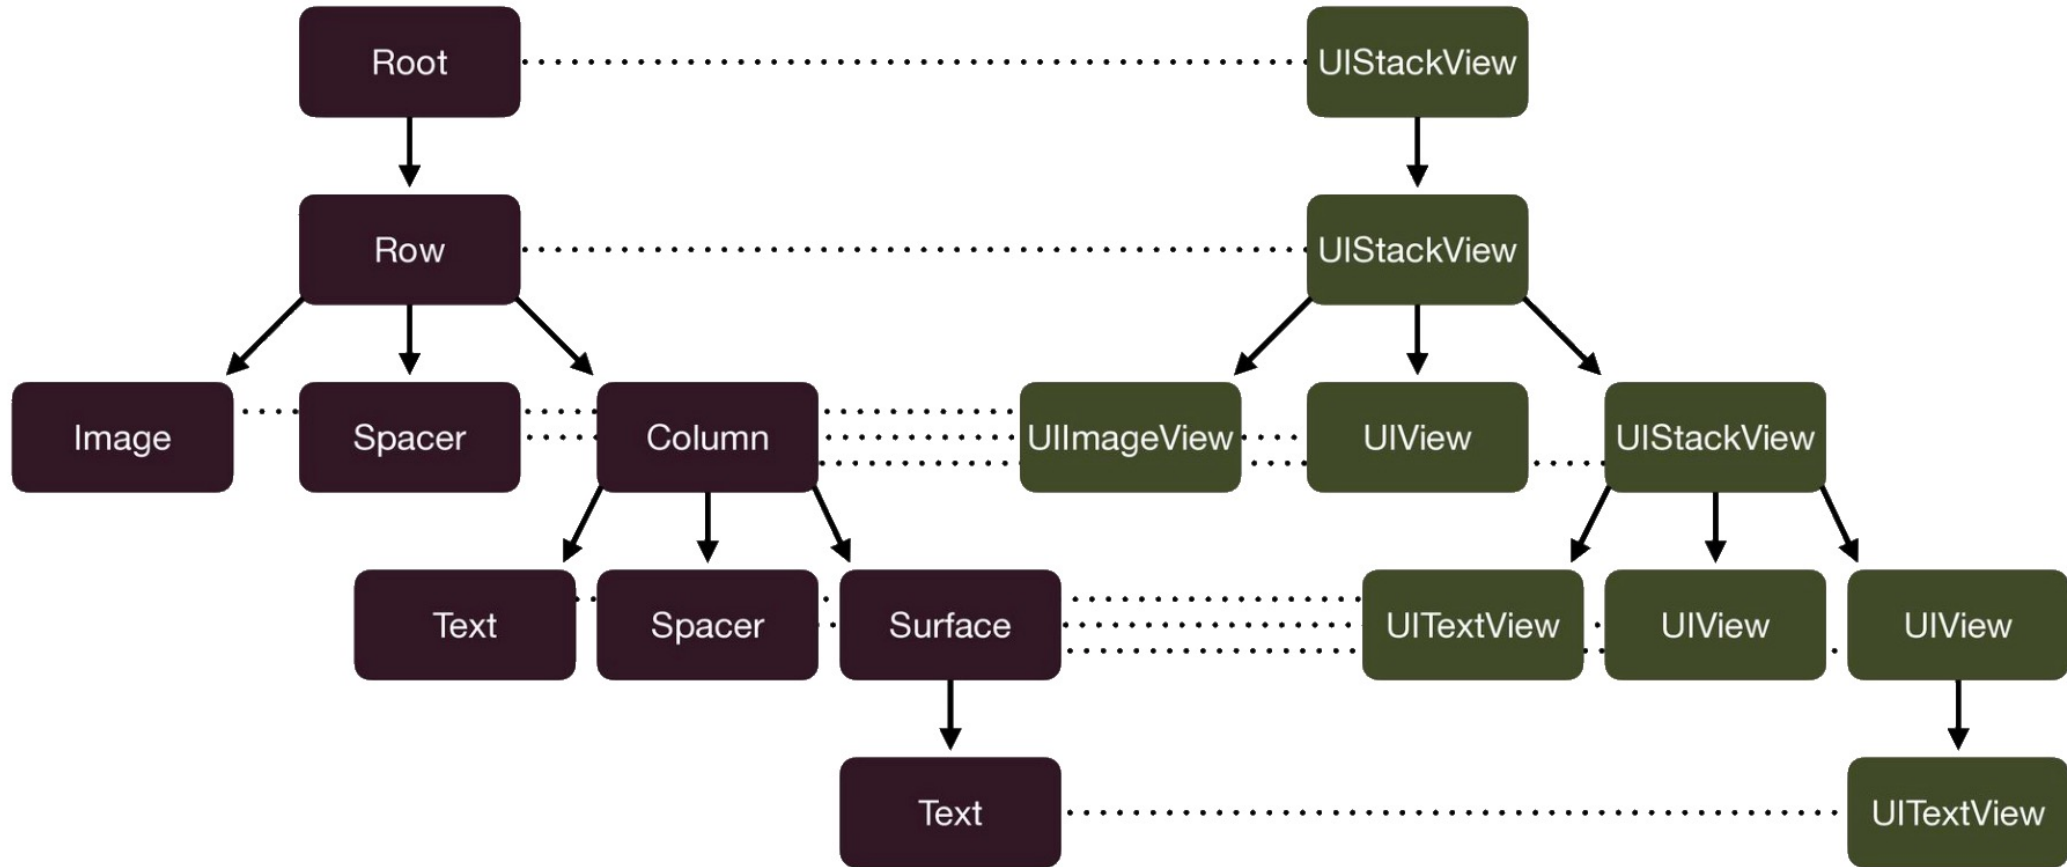 Root
UIStackView
Row
UIStackView
Image
Spacer
Column
UIImageView
UIView
UIStackView
Text
Spacer
Surface
UITextView
UIView
UIView
Text
UITextView